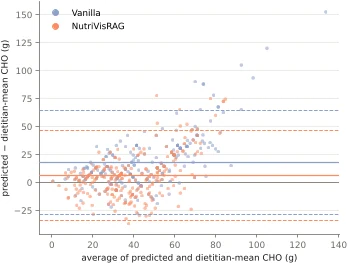 Vanilla
NutriVisRAG
predicted − dietitian-mean CHO (g)
150
125
100
75
50
25
0
−25
0 20 40 60 80 100 120 140
average of predicted and dietitian-mean CHO (g)